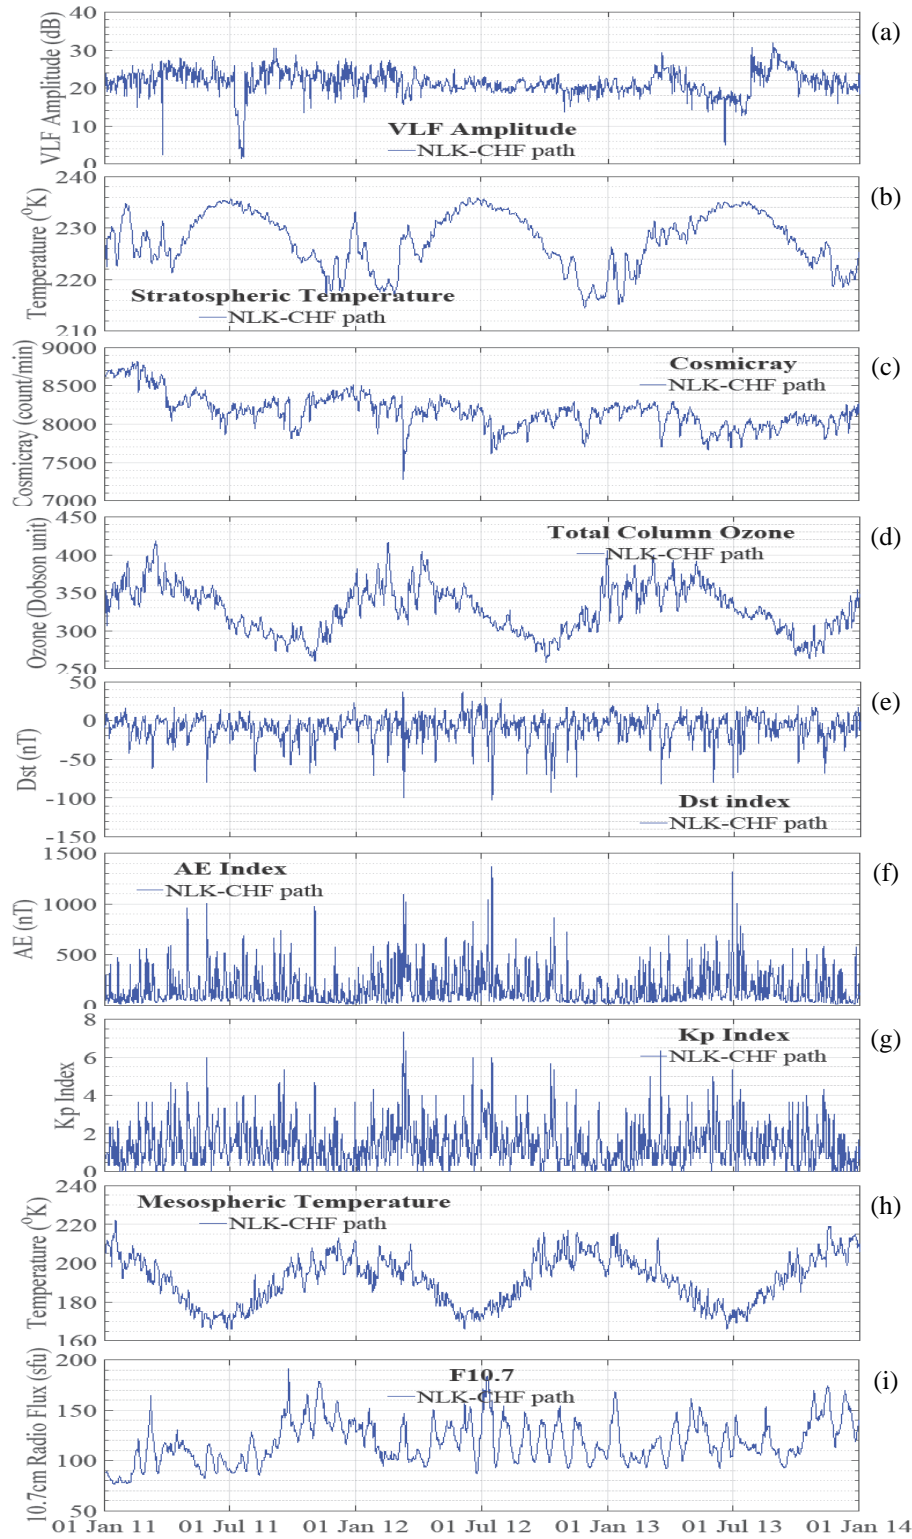 (a)
VLF Amplitude (dB)
40
30
20
10
0
VLF Amplitude
NLK-CHF path
(b)
Temperature (⁰K)
240
230
220
210
Stratospheric Temperature
NLK-CHF path
(c)
Cosmicray (count/min)
9000
8500
8000
7500
7000
Cosmicray
NLK-CHF path
(d)
Ozone (Dobson unit)
450
400
350
300
250
Total Column Ozone
NLK-CHF path
(e)
Dst (nT)
50
0
-50
-100
-150
Dst index
NLK-CHF path
(f)
AE (nT)
1500
1000
500
0
AE Index
NLK-CHF path
(g)
Kp Index
8
6
4
2
0
Kp Index
NLK-CHF path
(h)
Temperature (⁰K)
240
220
200
180
160
Mesospheric Temperature
NLK-CHF path
(i)
10.7cm Radio Flux (sfu)
200
150
100
50
F10.7
NLK-CHF path
01 Jan 11 01 Jul 11 01 Jan 12 01 Jul 12 01 Jan 13 01 Jul 13 01 Jan 14